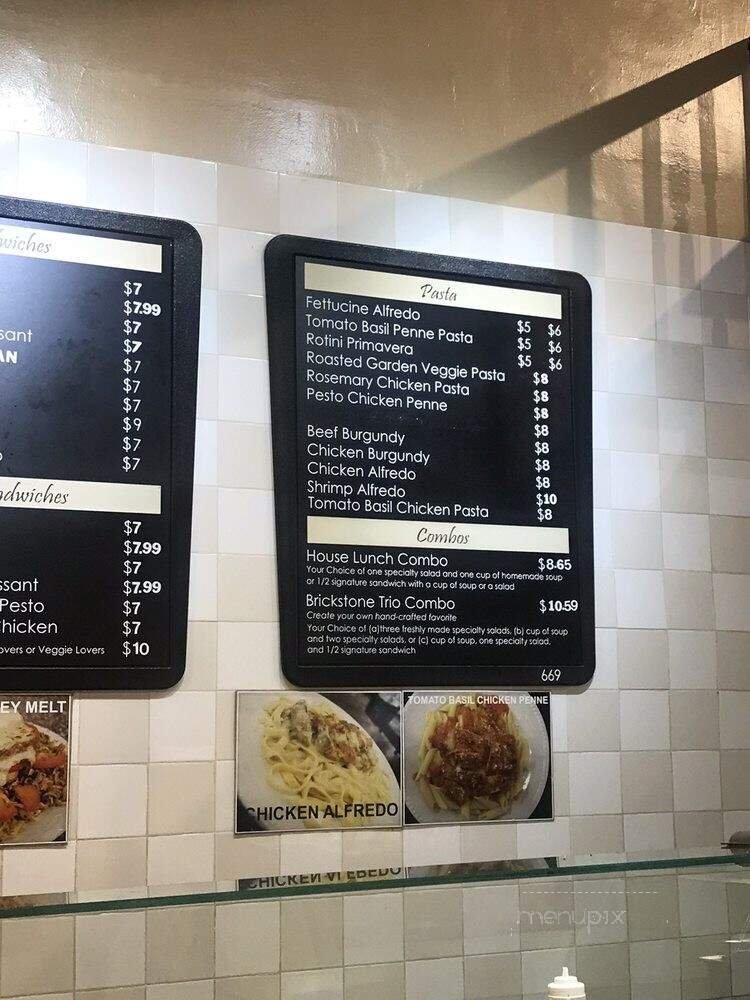 wiches
$7
$7.99
sant $7
AN $7
$7
$7
$7
$9
$7
$7
dwiches
$7
$7.99
$7
ssant $7.99
Pesto $7
hicken $7
overs or Veggie Lovers $10
Pasta
Fettucine Alfredo $5 $6
Tomato Basil Penne Pasta $5 $6
Rotini Primavera $5 $6
Roasted Garden Veggie Pasta $8
Rosemary Chicken Pasta $8
Pesto Chicken Penne $8
$8
Beef Burgundy $8
Chicken Burgundy $8
Chicken Alfredo $8
Shrimp Alfredo $10
Tomato Basil Chicken Pasta $8
Combos
House Lunch Combo $8.65
Your Choice of one specialty salad and one cup of homemade soup
or 1/2 signature sandwich with a cup of soup or a salad
Brickstone Trio Combo $10.59
Create your own hand-crafted favorite
Your Choice of (a)three freshly made specialty salads, (b) cup of soup
and two specialty salads, or (c) cup of soup, one specialty salad,
and 1/2 signature sandwich
669
EY MELT
CHICKEN ALFREDO
TOMATO BASIL CHICKEN PENNE
menupix